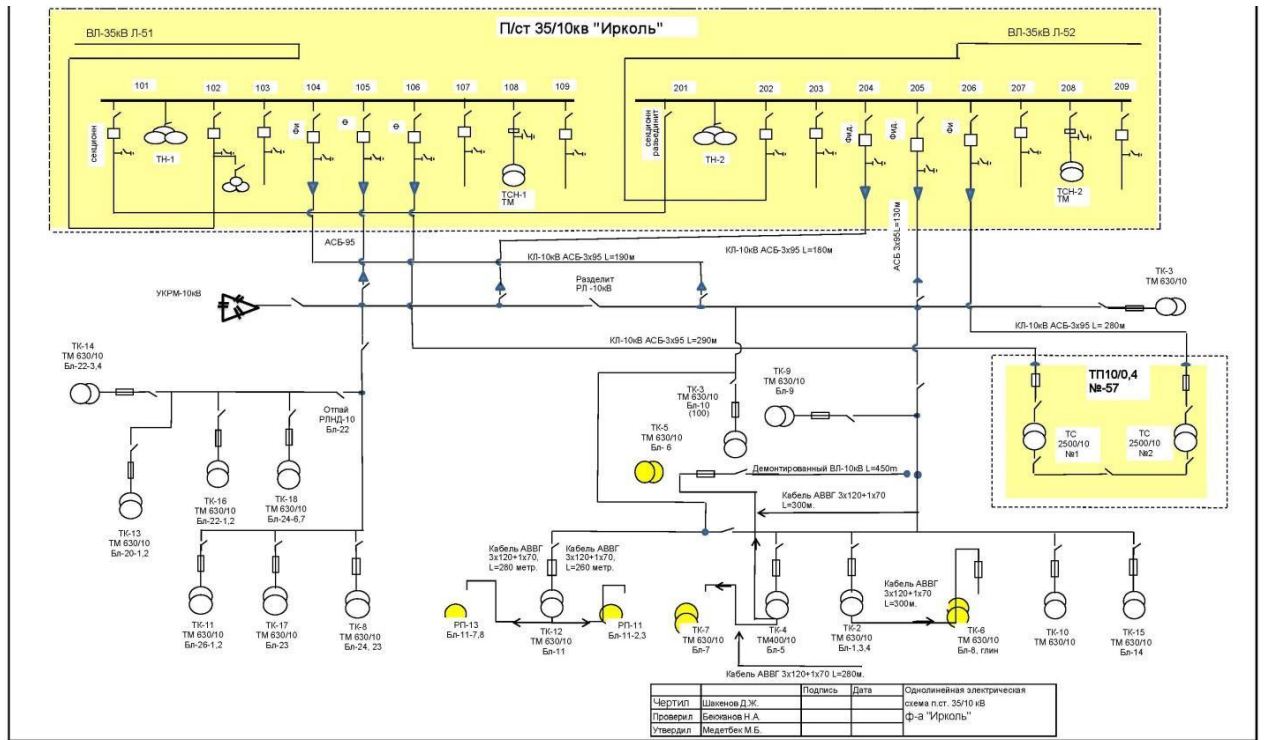 П/ст 35/10кв "Ирколь"
ВЛ-35кВ Л-51
ВЛ-35кВ Л-52
101
102
103
104
105
106
107
108
109
201
202
203
204
205
206
207
208
209
секционн
Фи
Ф
Ф
секционн
разъединит
Фид.
Фид.
Фи
ТН-1
ТСН-1
ТМ
ТН-2
ТСН-2
ТМ
АСБ-95
КЛ-10кВ АСБ-3х95 L=190м
КЛ-10кВ АСБ-3х95 L=180м
АСБ-3х95L=130м
УКРМ-10кВ
Разделит
РЛ -10кВ
ТК-3
ТМ 630/10
КЛ-10кВ АСБ-3х95 L=290м
КЛ-10кВ АСБ-3х95 L= 280м
ТК-14
ТМ 630/10
Бл-22-3,4
Отпай
РЛНД-10
Бл-22
ТК-3
ТМ 630/10
Бл-10
(100)
ТК-9
ТМ 630/10
Бл-9
ТП10/0,4
№-57
ТС
2500/10
№1
ТС
2500/10
№2
ТК-5
ТМ 630/10
Бл- 6
Демонтированный ВЛ-10кВ L=450m
Кабель АВВГ 3х120+1х70
L=300м.
ТК-16
ТМ 630/10
Бл-22-1,2
ТК-18
ТМ 630/10
Бл-24-6,7
ТК-13
ТМ 630/10
Бл-20-1,2
Кабель АВВГ
3х120+1х70,
L=280 метр.
Кабель АВВГ
3х120+1х70,
L=260 метр.
Кабель АВВГ
3х120+1х70
L=300м.
ТК-11
ТМ 630/10
Бл-26-1,2
ТК-17
ТМ 630/10
Бл-23
ТК-8
ТМ 630/10
Бл-24, 23
РП-13
Бл-11-7,8
ТК-12
ТМ 630/10
Бл-11
РП-11
Бл-11-2,3
ТК-7
ТМ 630/10
Бл-7
ТК-4
ТМ400/10
Бл-5
ТК-2
ТМ 630/10
Бл-1,3,4
ТК-6
ТМ 630/10
Бл-8, глин
ТК-10
ТМ 630/10
ТК-15
ТМ 630/10
Бл-14
Кабель АВВГ 3х120+1х70 L=280м.
Подпись Дата
Чертил Шакенов Д.Ж.
Проверил Беюканов Н.А.
Утвердил Медетбек М.Б.
Однолинейная электрическая
схема п.ст. 35/10 кВ
ф-а "Ирколь"